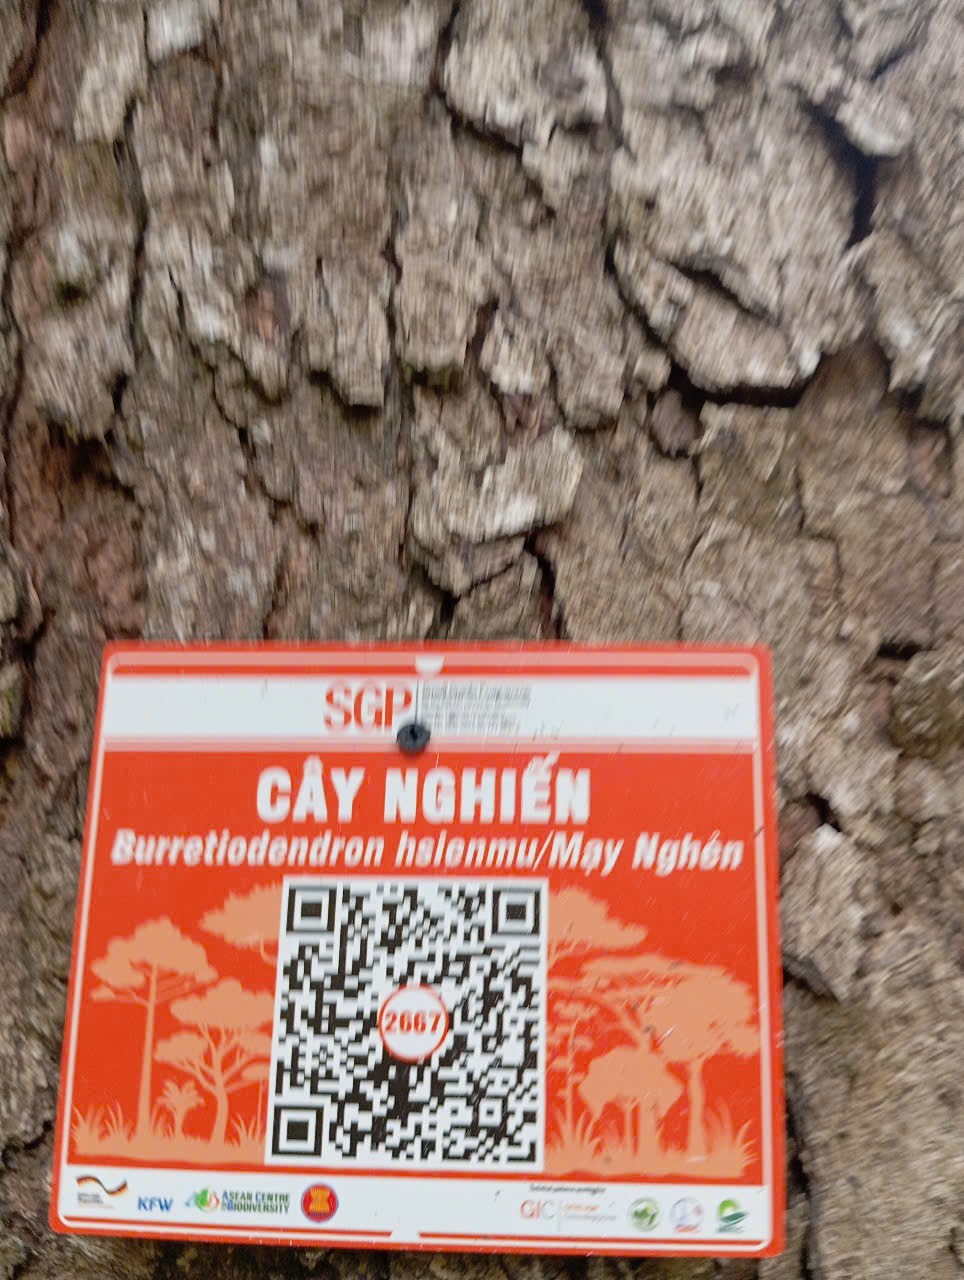 SGP
CÂY NGHIẾN
Burretiodendron hsienmu/Mạy Nghén
2667
KFW
ASEAN CENTRE
BIODIVERSITY
GIC